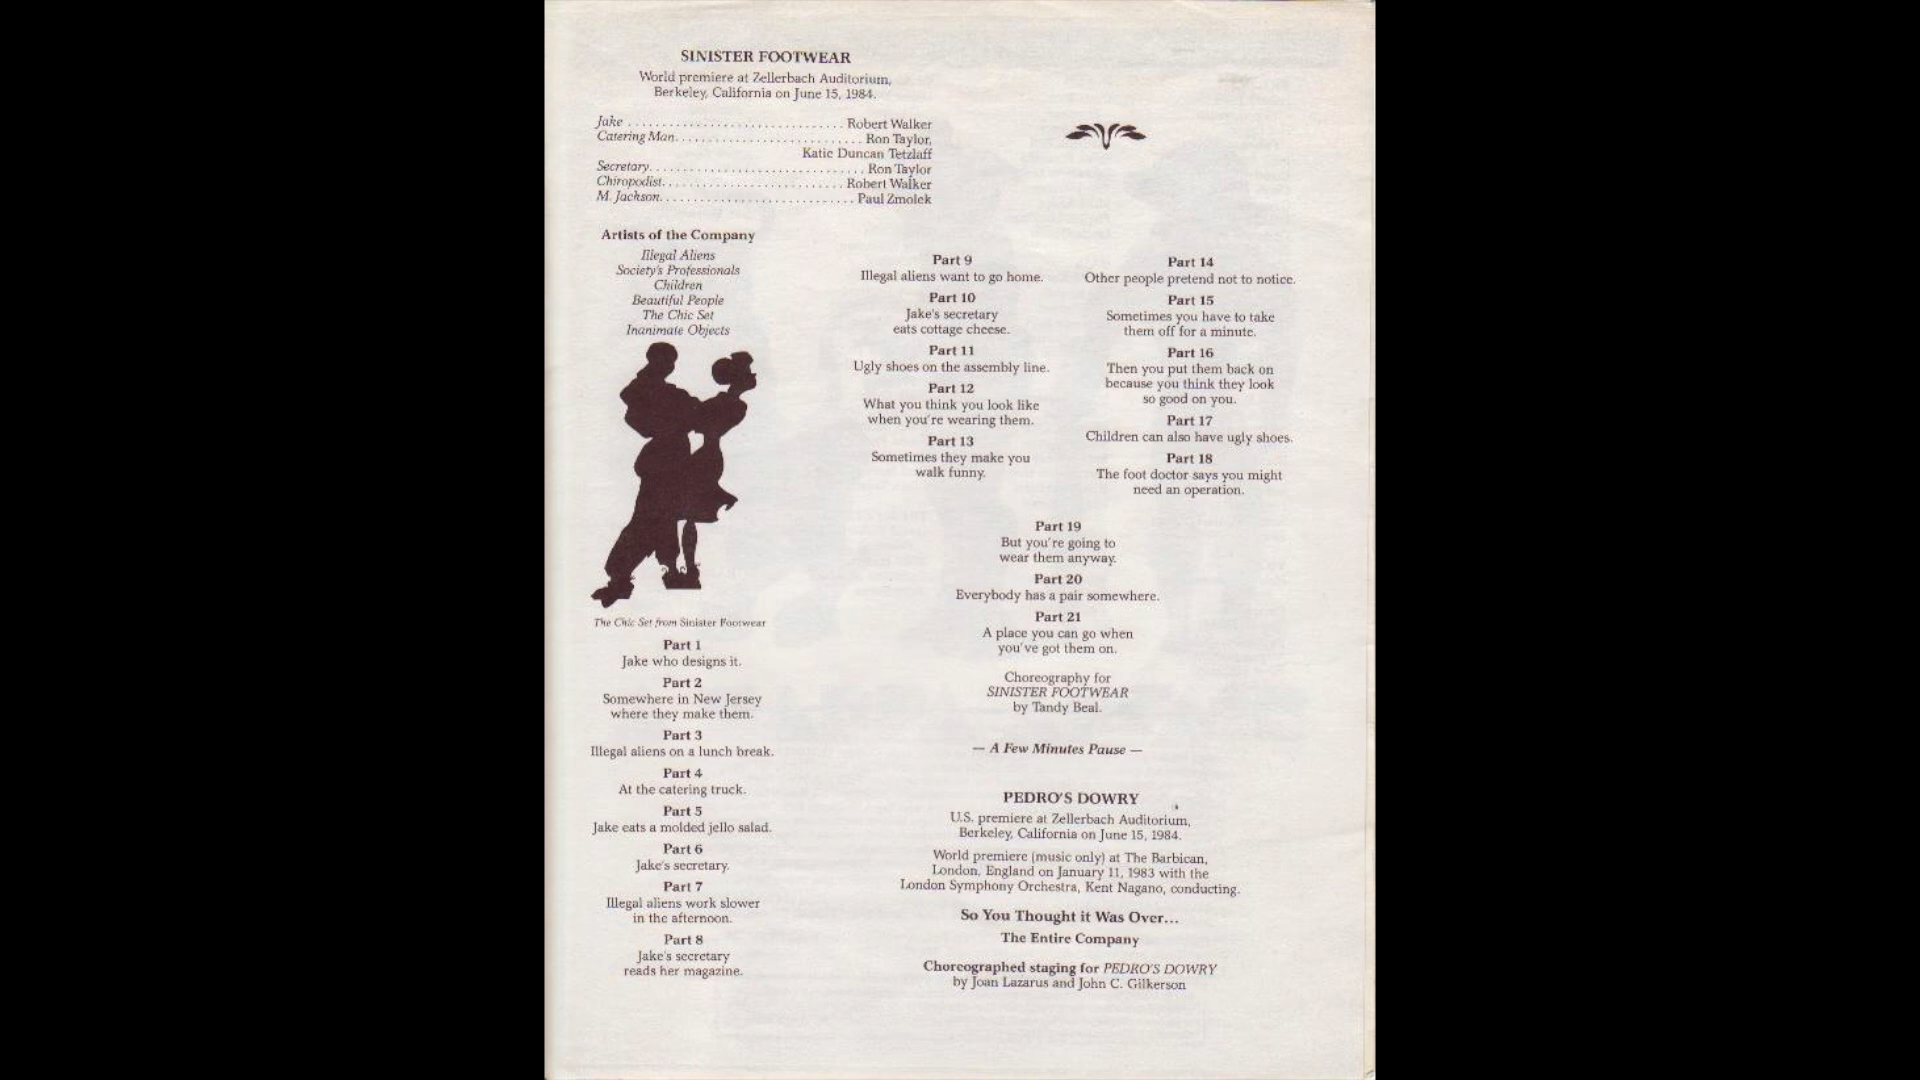 SINISTER FOOTWEAR
World premiere at Zellerbach Auditorium,
Berkeley, California on June 15, 1984.
Jake ............................... Robert Walker
Catering Man.......................... Ron Taylor,
Katie Duncan Tetzlaff
Secretary.............................. Ron Taylor
Chiropodist.......................... Robert Walker
M. Jackson........................... Paul Zmolek
Artists of the Company
Illegal Aliens
Society's Professionals
Children
Beautiful People
The Chic Set
Inanimate Objects
The Chic Set from Sinister Footwear
Part 1
Jake who designs it.
Part 2
Somewhere in New Jersey
where they make them.
Part 3
Illegal aliens on a lunch break.
Part 4
At the catering truck.
Part 5
Jake eats a molded jello salad.
Part 6
Jake's secretary.
Part 7
Illegal aliens work slower
in the afternoon.
Part 8
Jake's secretary
reads her magazine.
Part 9
Illegal aliens want to go home.
Part 10
Jake's secretary
eats cottage cheese.
Part 11
Ugly shoes on the assembly line.
Part 12
What you think you look like
when you're wearing them.
Part 13
Sometimes they make you
walk funny.
Part 14
Other people pretend not to notice.
Part 15
Sometimes you have to take
them off for a minute.
Part 16
Then you put them back on
because you think they look
so good on you.
Part 17
Children can also have ugly shoes.
Part 18
The foot doctor says you might
need an operation.
Part 19
But you're going to
wear them anyway.
Part 20
Everybody has a pair somewhere.
Part 21
A place you can go when
you've got them on.
Choreography for
SINISTER FOOTWEAR
by Tandy Beal.
— A Few Minutes Pause —
PEDRO'S DOWRY
U.S. premiere at Zellerbach Auditorium,
Berkeley, California on June 15, 1984.
World premiere (music only) at The Barbican,
London, England on January 11, 1983 with the
London Symphony Orchestra, Kent Nagano, conducting.
So You Thought it Was Over...
The Entire Company
Choreographed staging for PEDRO'S DOWRY
by Joan Lazarus and John C. Gilkerson